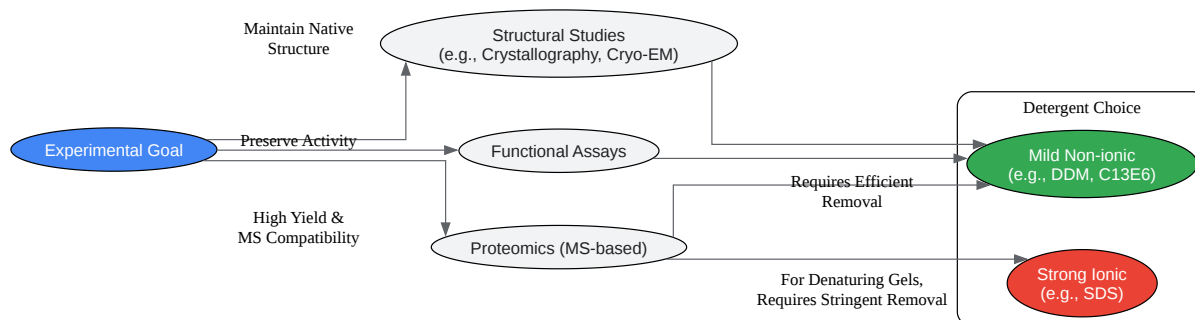 Maintain Native
Structure
Structural Studies
(e.g., Crystallography, Cryo-EM)
Detergent Choice
Experimental Goal
Preserve Activity
Functional Assays
Mild Non-ionic
(e.g., DDM, C13E6)
Requires Efficient
Removal
High Yield &
MS Compatibility
Proteomics (MS-based)
For Denaturing Gels,
Requires Stringent Removal
Strong Ionic
(e.g., SDS)